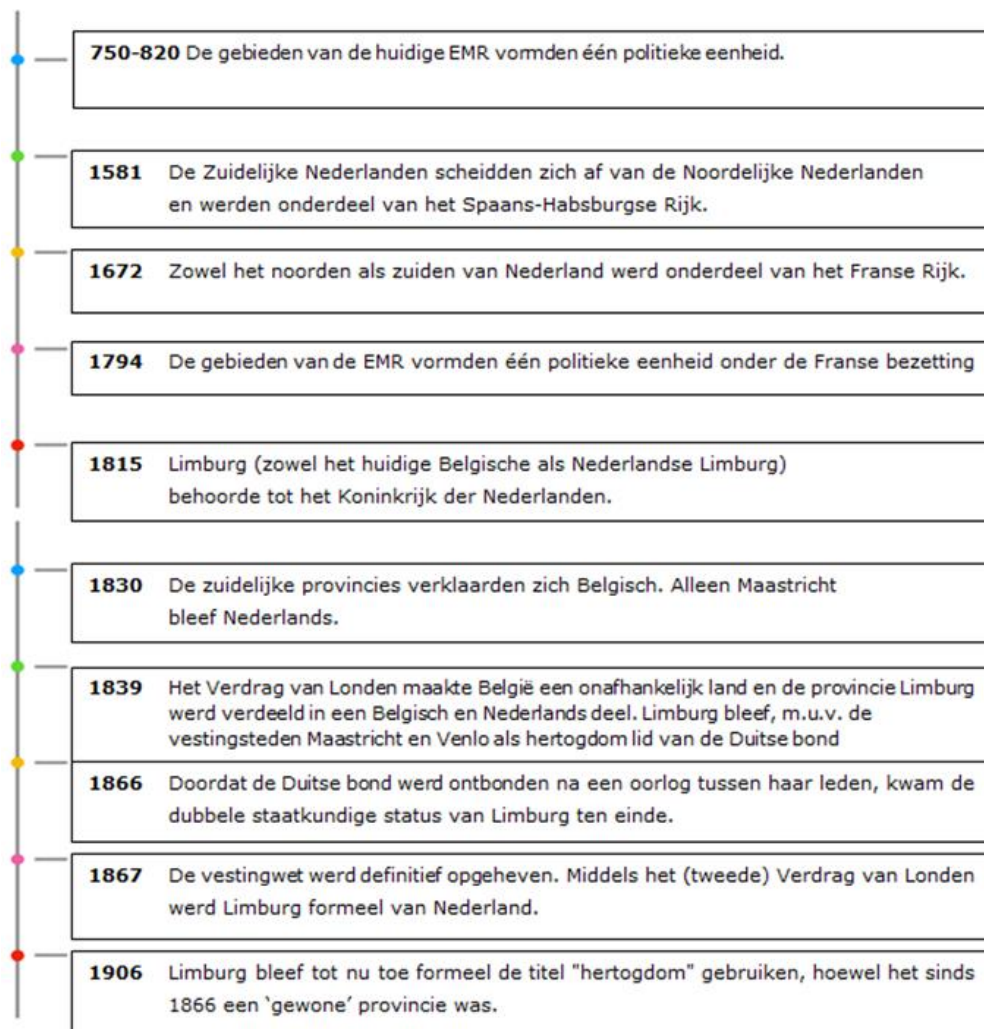 750-820 De gebieden van de huidige EMR vormden één politieke eenheid.
1581 De Zuidelijke Nederlanden scheidden zich af van de Noordelijke Nederlanden
en werden onderdeel van het Spaans-Habsburgse Rijk.
1672 Zowel het noorden als zuiden van Nederland werd onderdeel van het Franse Rijk.
1794 De gebieden van de EMR vormden één politieke eenheid onder de Franse bezetting
1815 Limburg (zowel het huidige Belgische als Nederlandse Limburg)
behoorde tot het Koninkrijk der Nederlanden.
1830 De zuidelijke provincies verklaarden zich Belgisch. Alleen Maastricht
bleef Nederlands.
1839 Het Verdrag van Londen maakte België een onafhankelijk land en de provincie Limburg
werd verdeeld in een Belgisch en Nederlands deel. Limburg bleef, m.u.v. de
vestingsteden Maastricht en Venlo als hertogdom lid van de Duitse bond
1866 Doordat de Duitse bond werd ontbonden na een oorlog tussen haar leden, kwam de
dubbele staatkundige status van Limburg ten einde.
1867 De vestingwet werd definitief opgeheven. Middels het (tweede) Verdrag van Londen
werd Limburg formeel van Nederland.
1906 Limburg bleef tot nu toe formeel de titel "hertogdom" gebruiken, hoewel het sinds
1866 een ‘gewone’ provincie was.